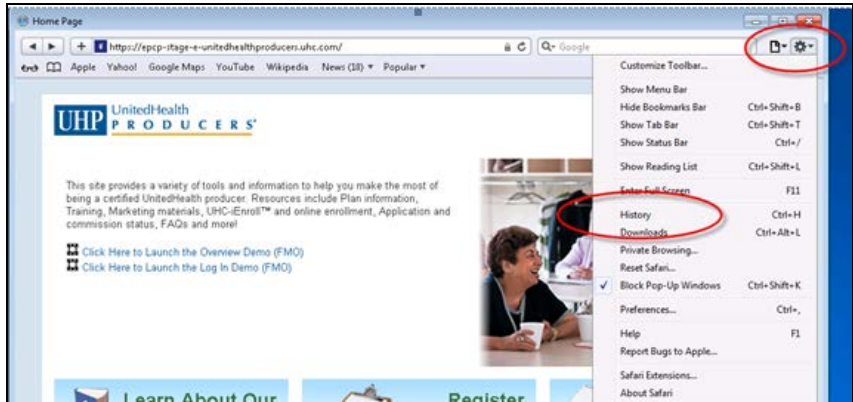 Home Page
https://epcp-stage-e-unitedhealthproducers.uhc.com/
Google
Apple Yahoo! Google Maps YouTube Wikipedia News (18) Popular
UHP UnitedHealth
PRODUCERS
This site provides a variety of tools and information to help you make the most of
being a certified UnitedHealth producer. Resources include Plan information,
Training, Marketing materials, UHC-iEnroll™ and online enrollment, Application and
commission status, FAQs and more!
Click Here to Launch the Overview Demo (FMO)
Click Here to Launch the Log In Demo (FMO)
Learn About Our
Register
Customize Toolbar...
Show Menu Bar
Hide Bookmarks Bar Ctrl+Shift+B
Show Tab Bar Ctrl+Shift+T
Show Status Bar Ctrl+/
Show Reading List Ctrl+Shift+L
Enter Full Screen F11
History Ctrl+H
Downloads Ctrl+Alt+L
Private Browsing...
Reset Safari...
Block Pop-Up Windows Ctrl+Shift+K
Preferences... Ctrl+,
Help F1
Report Bugs to Apple...
Safari Extensions...
About Safari